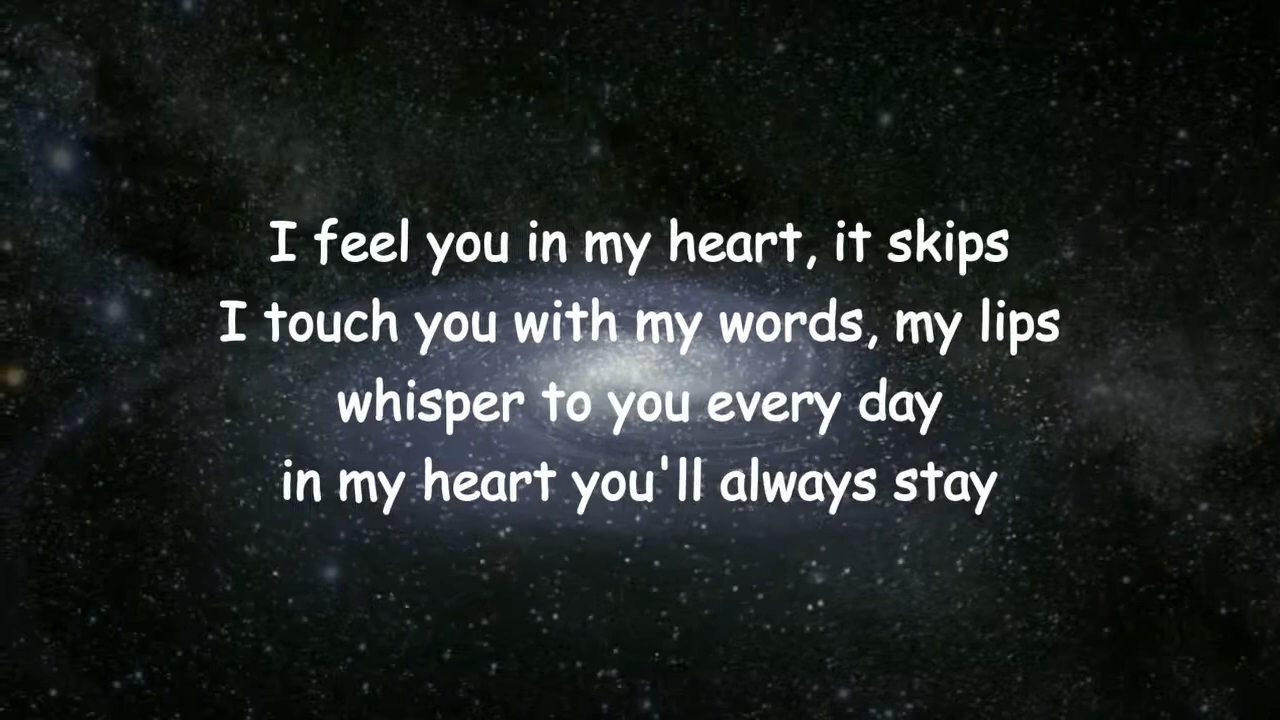 I feel you in my heart, it skips
I touch you with my words, my lips
whisper to you every day
in my heart you'll always stay